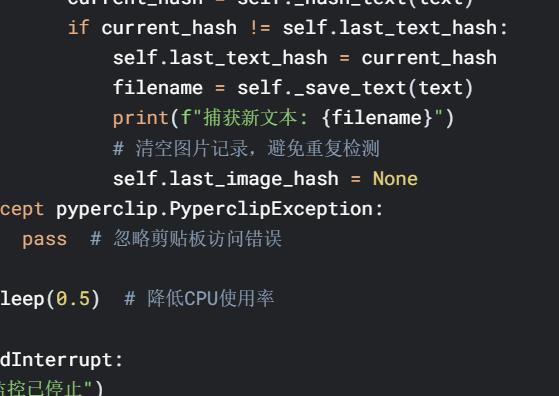 current_hash = self._hash_text(text)
if current_hash != self.last_text_hash:
self.last_text_hash = current_hash
filename = self._save_text(text)
print(f"捕获新文本: {filename}")
# 清空图片记录，避免重复检测
self.last_image_hash = None
cept pyperclip.PyperclipException:
pass  # 忽略剪贴板访问错误
leep(0.5)  # 降低CPU使用率
dInterrupt:
监控已停止")